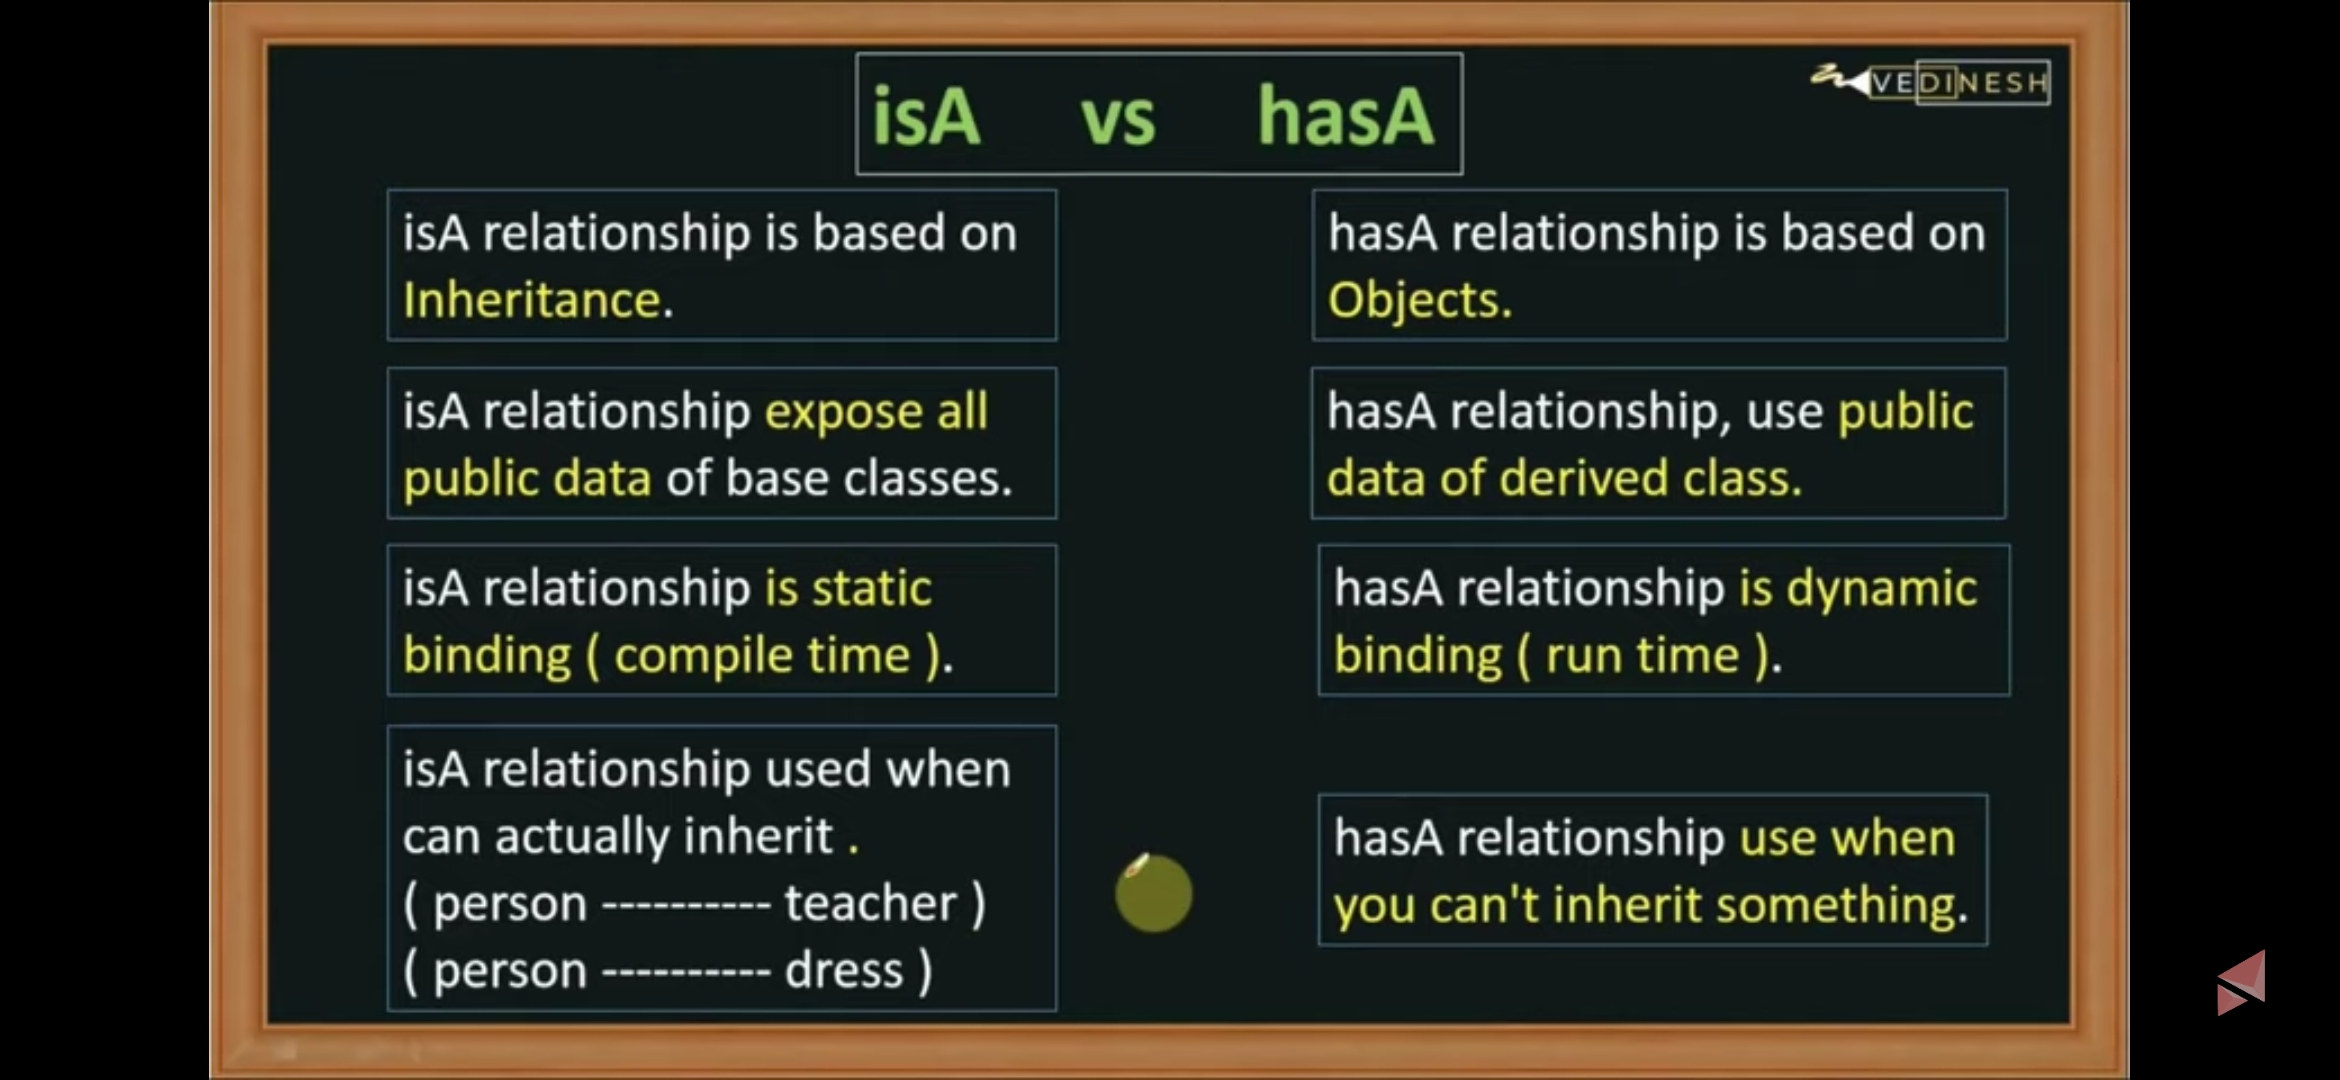 isA vs hasA
VEDINESH
isA relationship is based on
Inheritance.
hasA relationship is based on
Objects.
isA relationship expose all
public data of base classes.
hasA relationship, use public
data of derived class.
isA relationship is static
binding ( compile time ).
hasA relationship is dynamic
binding ( run time ).
isA relationship used when
can actually inherit .
( person ---------- teacher )
( person ---------- dress )
hasA relationship use when
you can't inherit something.